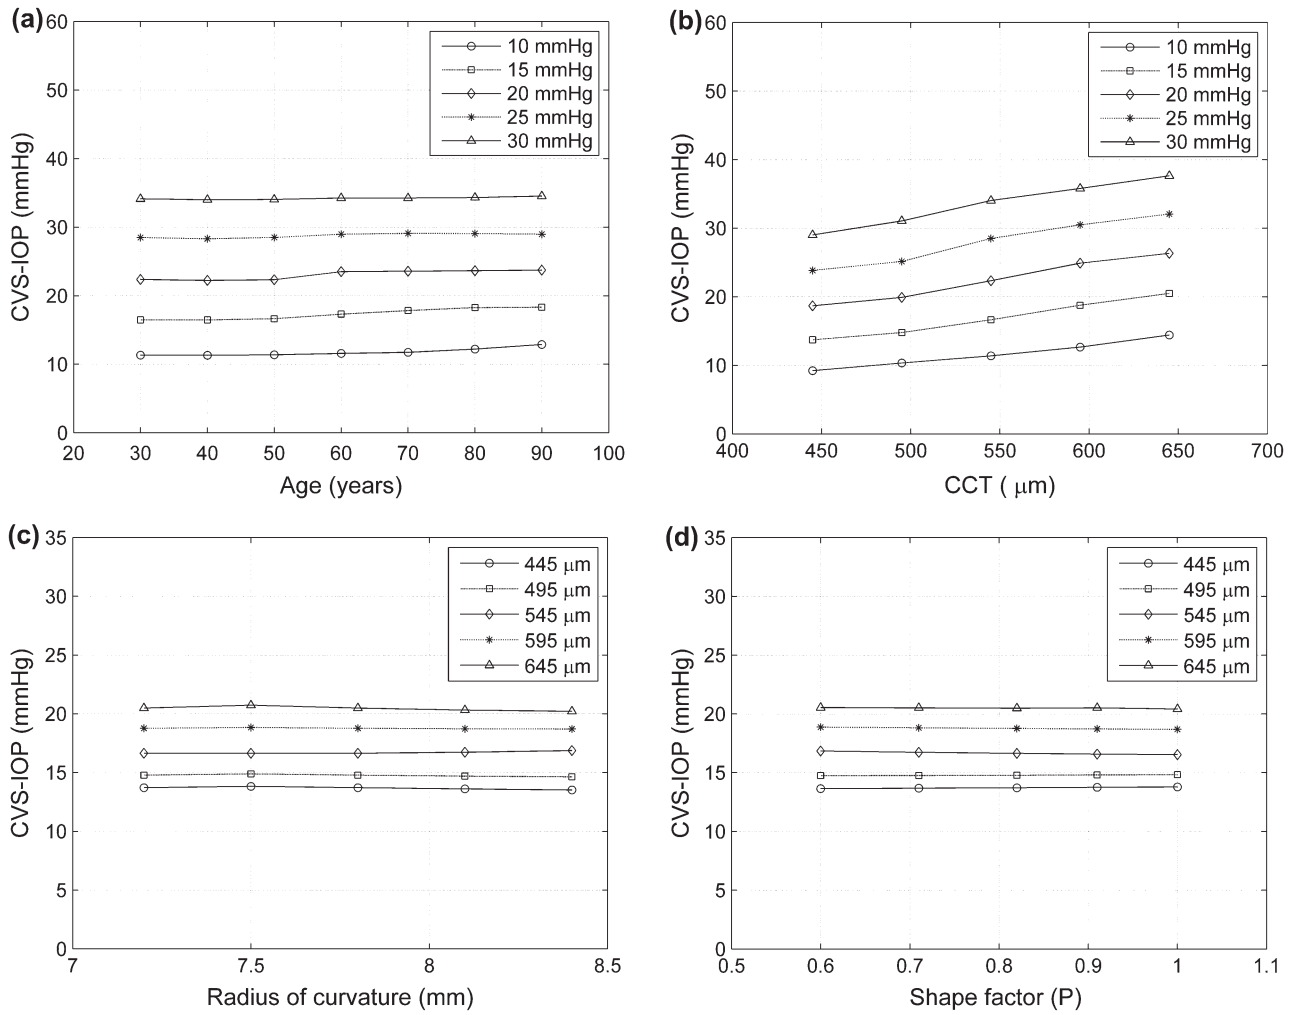 (a)
60
50
40
30
20
10
0
CVS-IOP (mmHg)
10 mmHg
15 mmHg
20 mmHg
25 mmHg
30 mmHg
20 30 40 50 60 70 80 90 100
Age (years)
(b)
60
50
40
30
20
10
0
CVS-IOP (mmHg)
10 mmHg
15 mmHg
20 mmHg
25 mmHg
30 mmHg
400 450 500 550 600 650 700
CCT ( μm)
(c)
35
30
25
20
15
10
5
0
CVS-IOP (mmHg)
445 μm
495 μm
545 μm
595 μm
645 μm
7 7.5 8 8.5
Radius of curvature (mm)
(d)
35
30
25
20
15
10
5
0
CVS-IOP (mmHg)
445 μm
495 μm
545 μm
595 μm
645 μm
0.5 0.6 0.7 0.8 0.9 1 1.1
Shape factor (P)